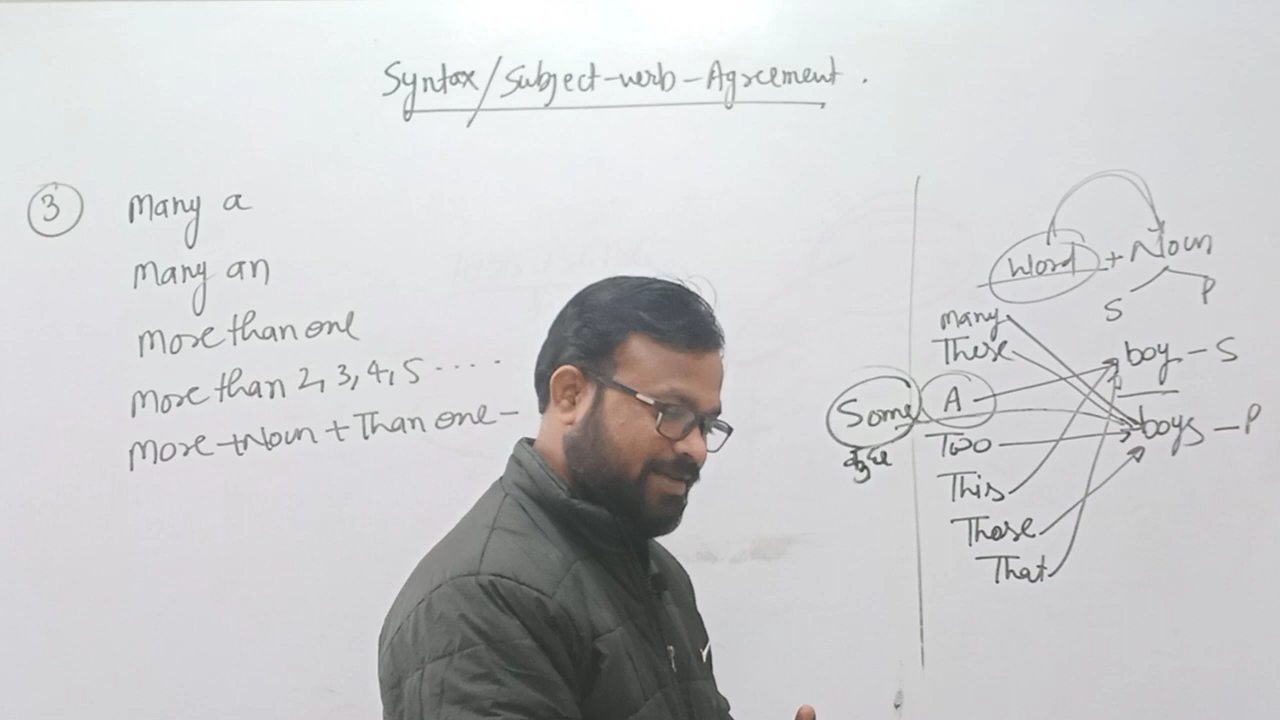 Syntax/Subject-verb-Agreement.
3
Many a
Many an
More than one
More than 2, 3, 4, 5 ....
More + Noun + Than one -
Word + Noun
S P
many
These
Some A
कुछ
Two
This
Those
That
boy - S
boys - P